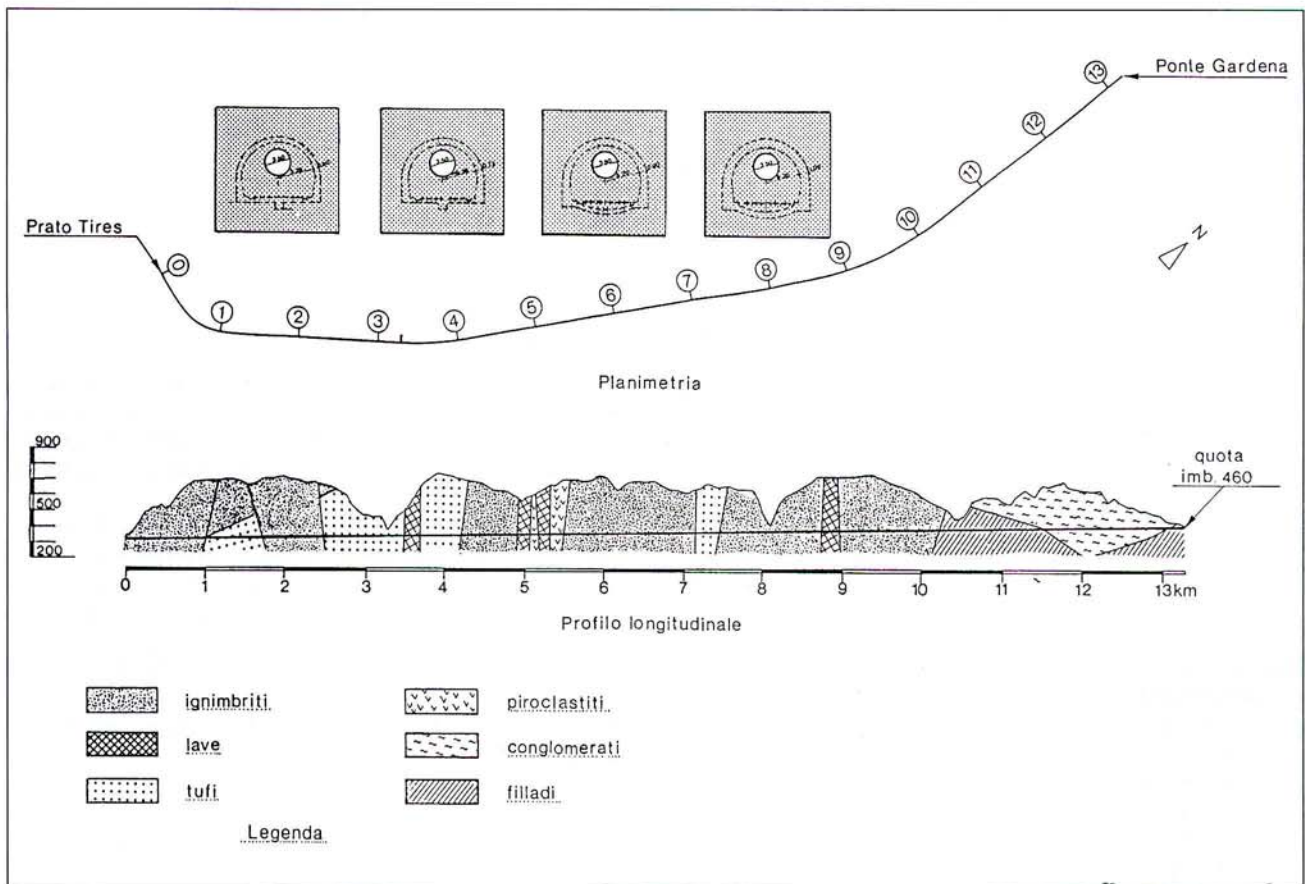 Ponte Gardena
Prato Tires
0
1
2
3
4
5
6
7
8
9
10
11
12
13
N
Planimetria
900
500
200
quota
imb. 460
0 1 2 3 4 5 6 7 8 9 10 11 12 13 km
Profilo longitudinale
ignimbriti
piroclastiti
lave
conglomerati
tufi
filladi
Legenda